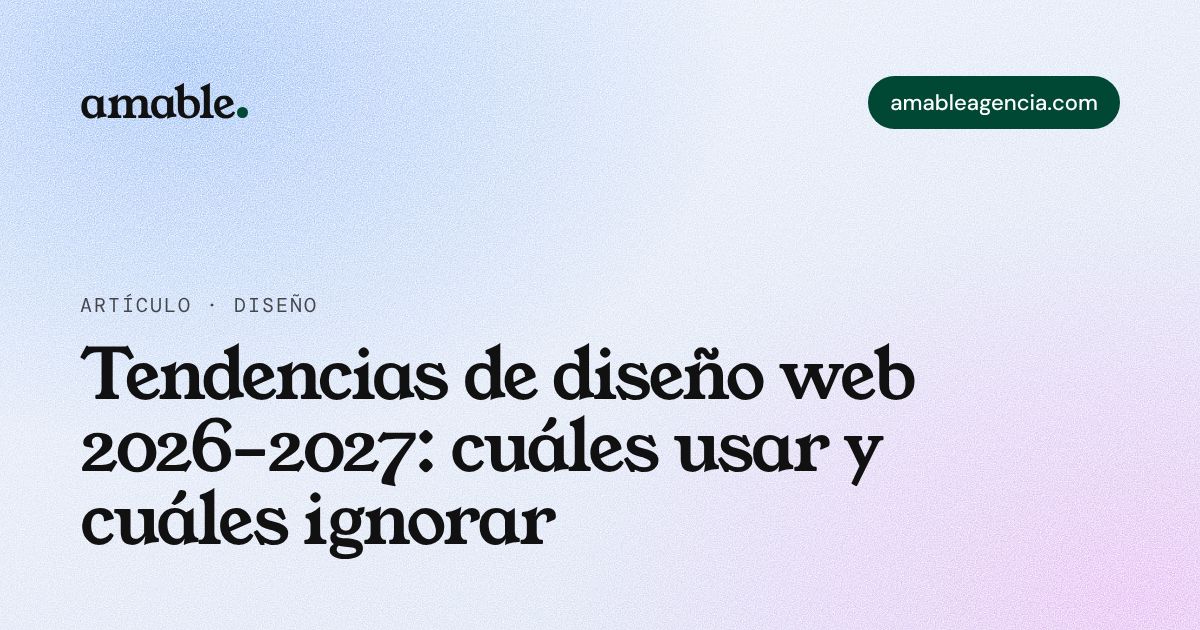 amable.
amableagencia.com
ARTÍCULO · DISEÑO
Tendencias de diseño web
2026–2027: cuáles usar y
cuáles ignorar